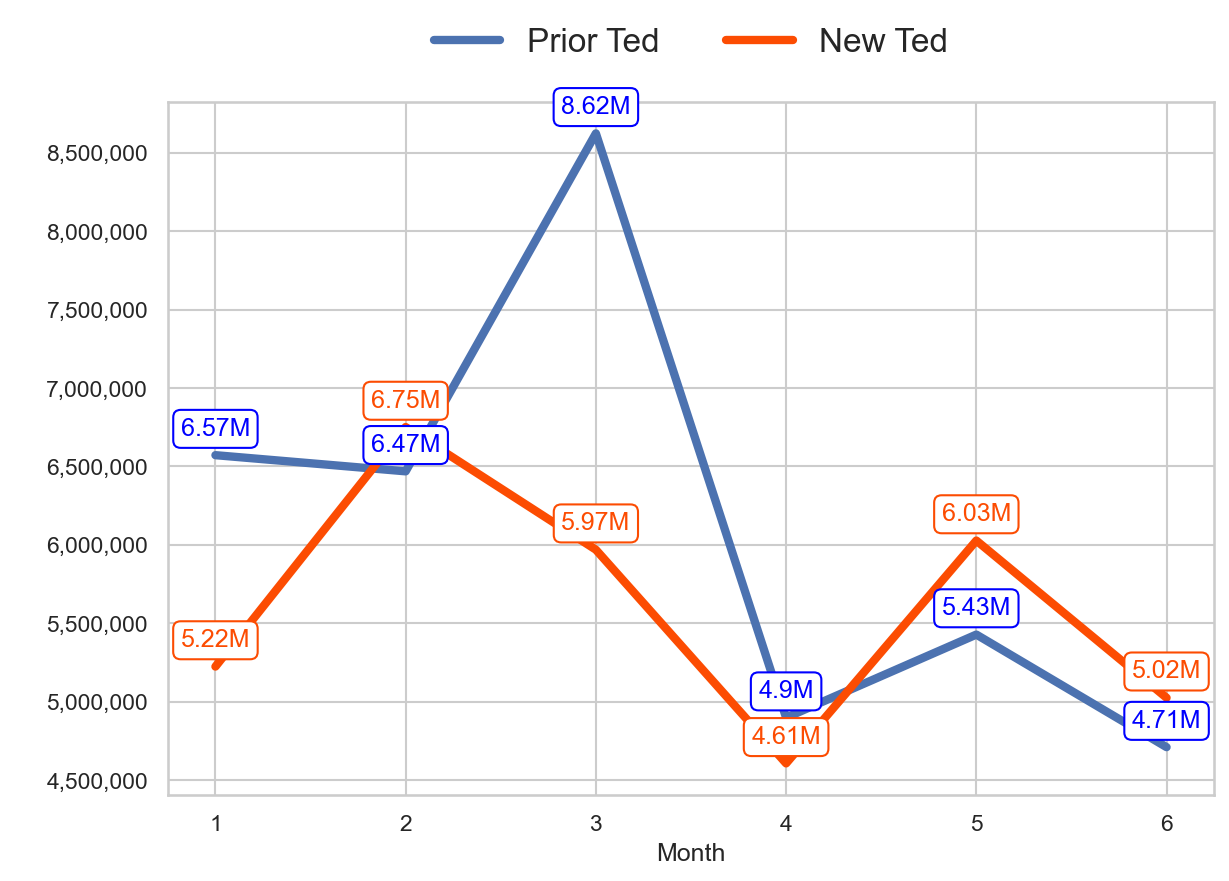 Prior Ted New Ted
8.62M
8,500,000
8,000,000
7,500,000
7,000,000
6.75M
6.57M
6.47M
6,500,000
5.97M
6.03M
6,000,000
5.43M
5,500,000
5.22M
5.02M
4.9M
5,000,000
4.71M
4.61M
4,500,000
1 2 3 4 5 6
Month